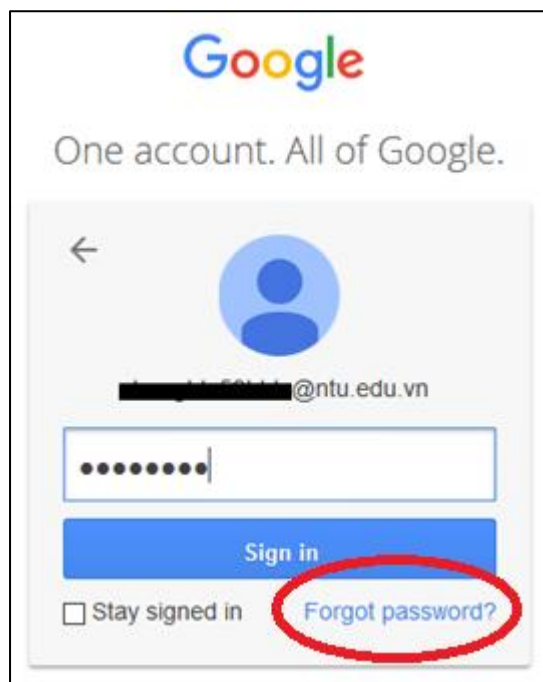 Google
One account. All of Google.
@ntu.edu.vn
Sign in
Stay signed in Forgot password?